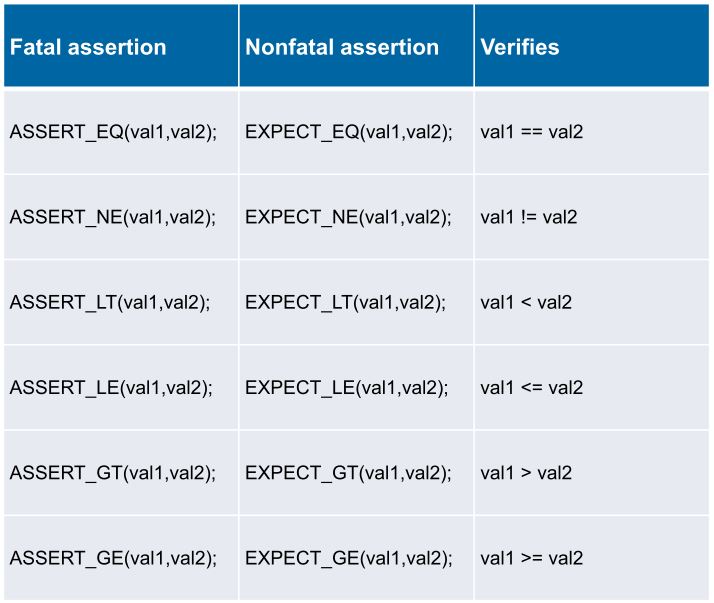 Fatal assertion Nonfatal assertion Verifies
ASSERT_EQ(val1,val2); EXPECT_EQ(val1,val2); val1 == val2
ASSERT_NE(val1,val2); EXPECT_NE(val1,val2); val1 != val2
ASSERT_LT(val1,val2); EXPECT_LT(val1,val2); val1 < val2
ASSERT_LE(val1,val2); EXPECT_LE(val1,val2); val1 <= val2
ASSERT_GT(val1,val2); EXPECT_GT(val1,val2); val1 > val2
ASSERT_GE(val1,val2); EXPECT_GE(val1,val2); val1 >= val2